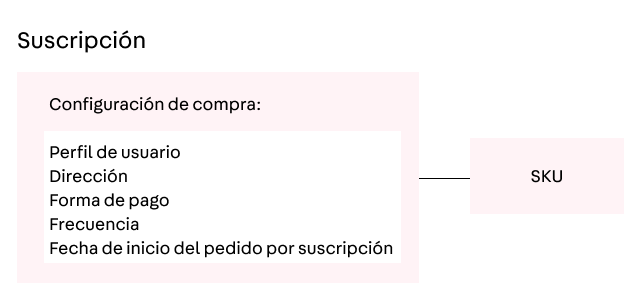 Suscripción
Configuración de compra:
Perfil de usuario
Dirección
Forma de pago
Frecuencia
Fecha de inicio del pedido por suscripción
SKU